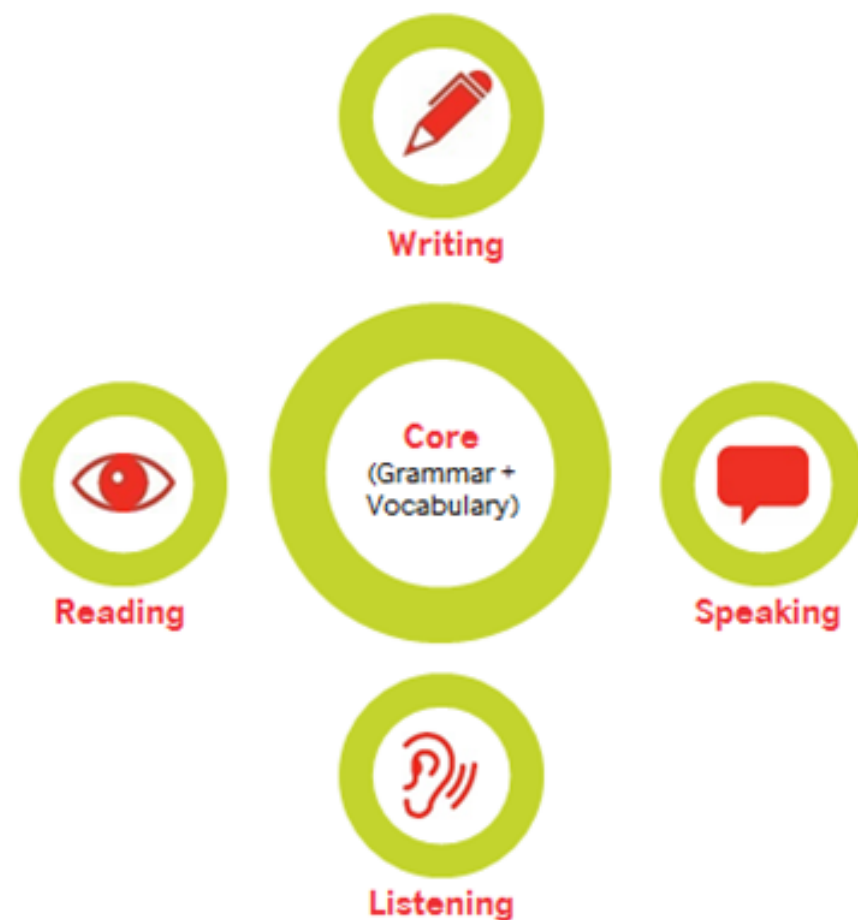 Writing
Core
(Grammar +
Vocabulary)
Reading
Speaking
Listening